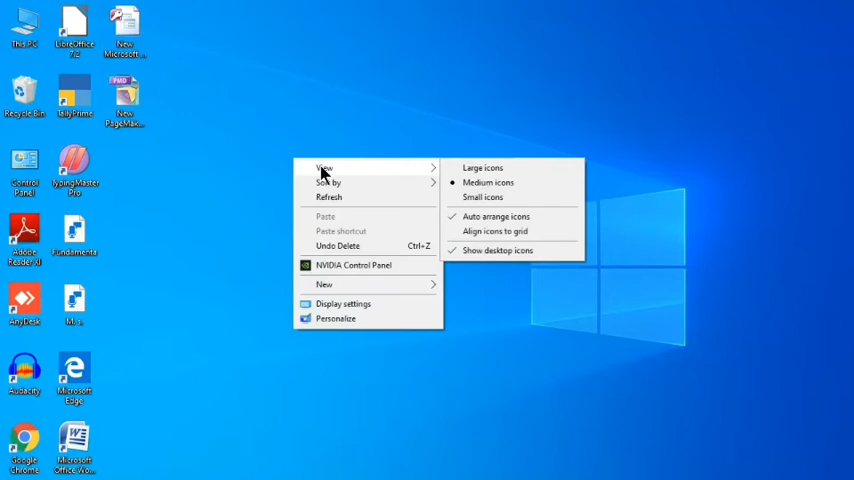 This PC
LibreOffice
7.2
New
Microsoft ...
Recycle Bin
TallyPrime
PMD
New
PageMak...
Control
Panel
TypingMaster
Pro
Adobe
Reader XI
Fundamenta
AnyDesk
M. s.
Audacity
Microsoft
Edge
Google
Chrome
Microsoft
Office Wo...
View
Sort by
Refresh
Paste
Paste shortcut
Undo Delete Ctrl+Z
NVIDIA Control Panel
New
Display settings
Personalize
Large icons
Medium icons
Small icons
Auto arrange icons
Align icons to grid
Show desktop icons